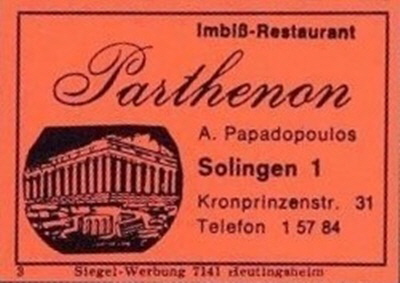 Imbiß-Restaurant
Parthenon
A. Papadopoulos
Solingen 1
Kronprinzenstr. 31
Telefon 1 57 84
3 Siegel-Werbung 7141 Heutingsheim